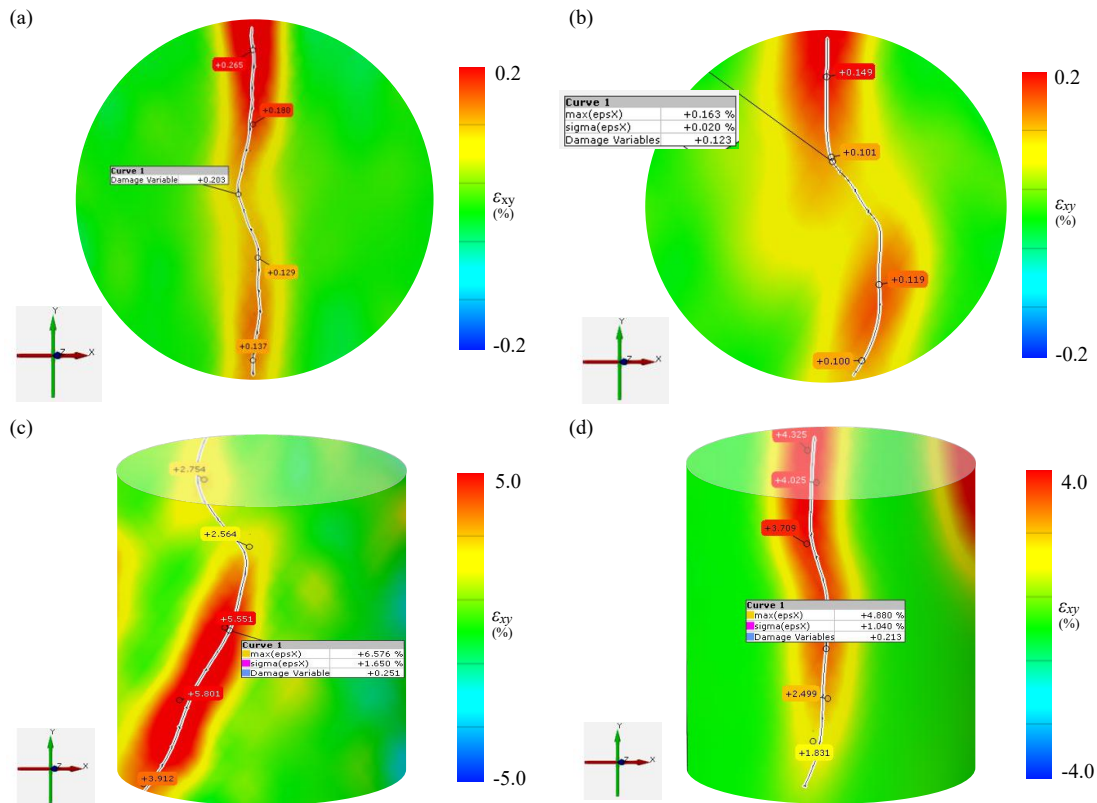 (a)
+0.265
+0.180
Curve 1
Damage Variable +0.203
+0.129
+0.137
Y
Z
X
0.2
εxy
(%)
-0.2
(b)
+0.149
Curve 1
max(epsX) +0.163 %
sigma(epsX) +0.020 %
Damage Variables +0.123
+0.101
+0.119
+0.100
Y
Z
X
0.2
εxy
(%)
-0.2
(c)
+2.754
+2.564
+5.551
Curve 1
max(epsX) +6.576 %
sigma(epsX) +1.650 %
Damage Variable +0.251
+5.801
+3.912
Y
Z
X
5.0
εxy
(%)
-5.0
(d)
+4.325
+4.025
+3.709
Curve 1
max(epsX) +4.880 %
sigma(epsX) +1.040 %
Damage Variables +0.213
+2.499
+1.831
Y
Z
X
4.0
εxy
(%)
-4.0